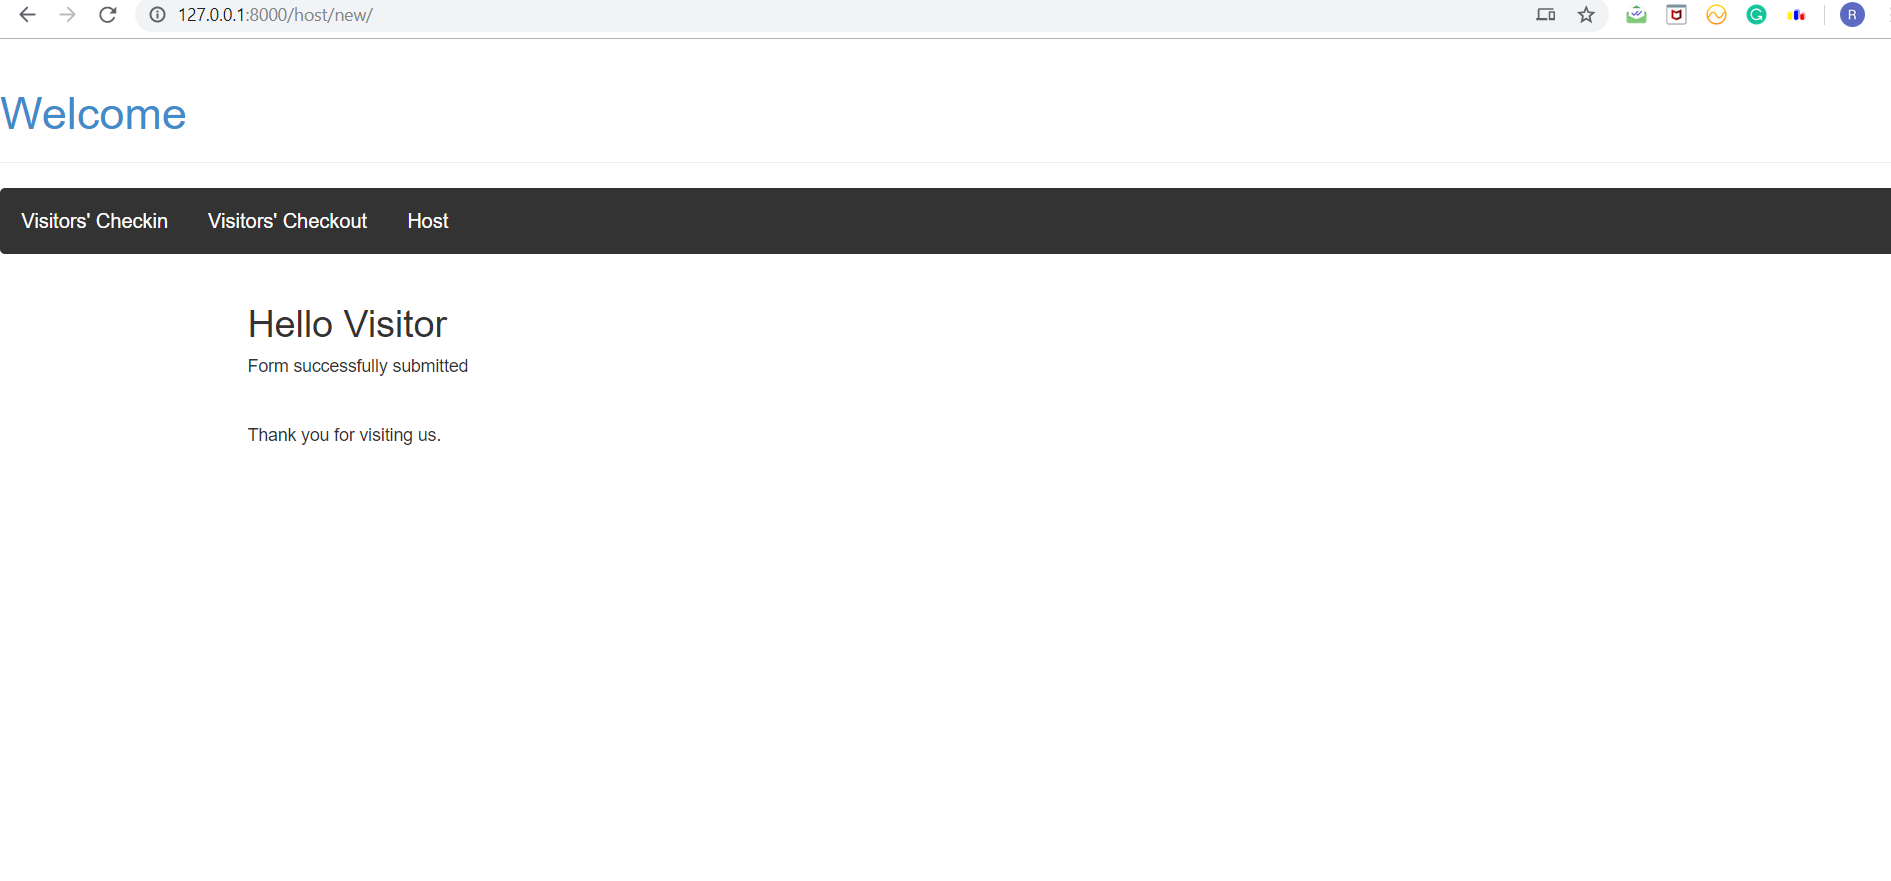 127.0.0.1:8000/host/new/
R
Welcome
Visitors' Checkin Visitors' Checkout Host
Hello Visitor
Form successfully submitted
Thank you for visiting us.